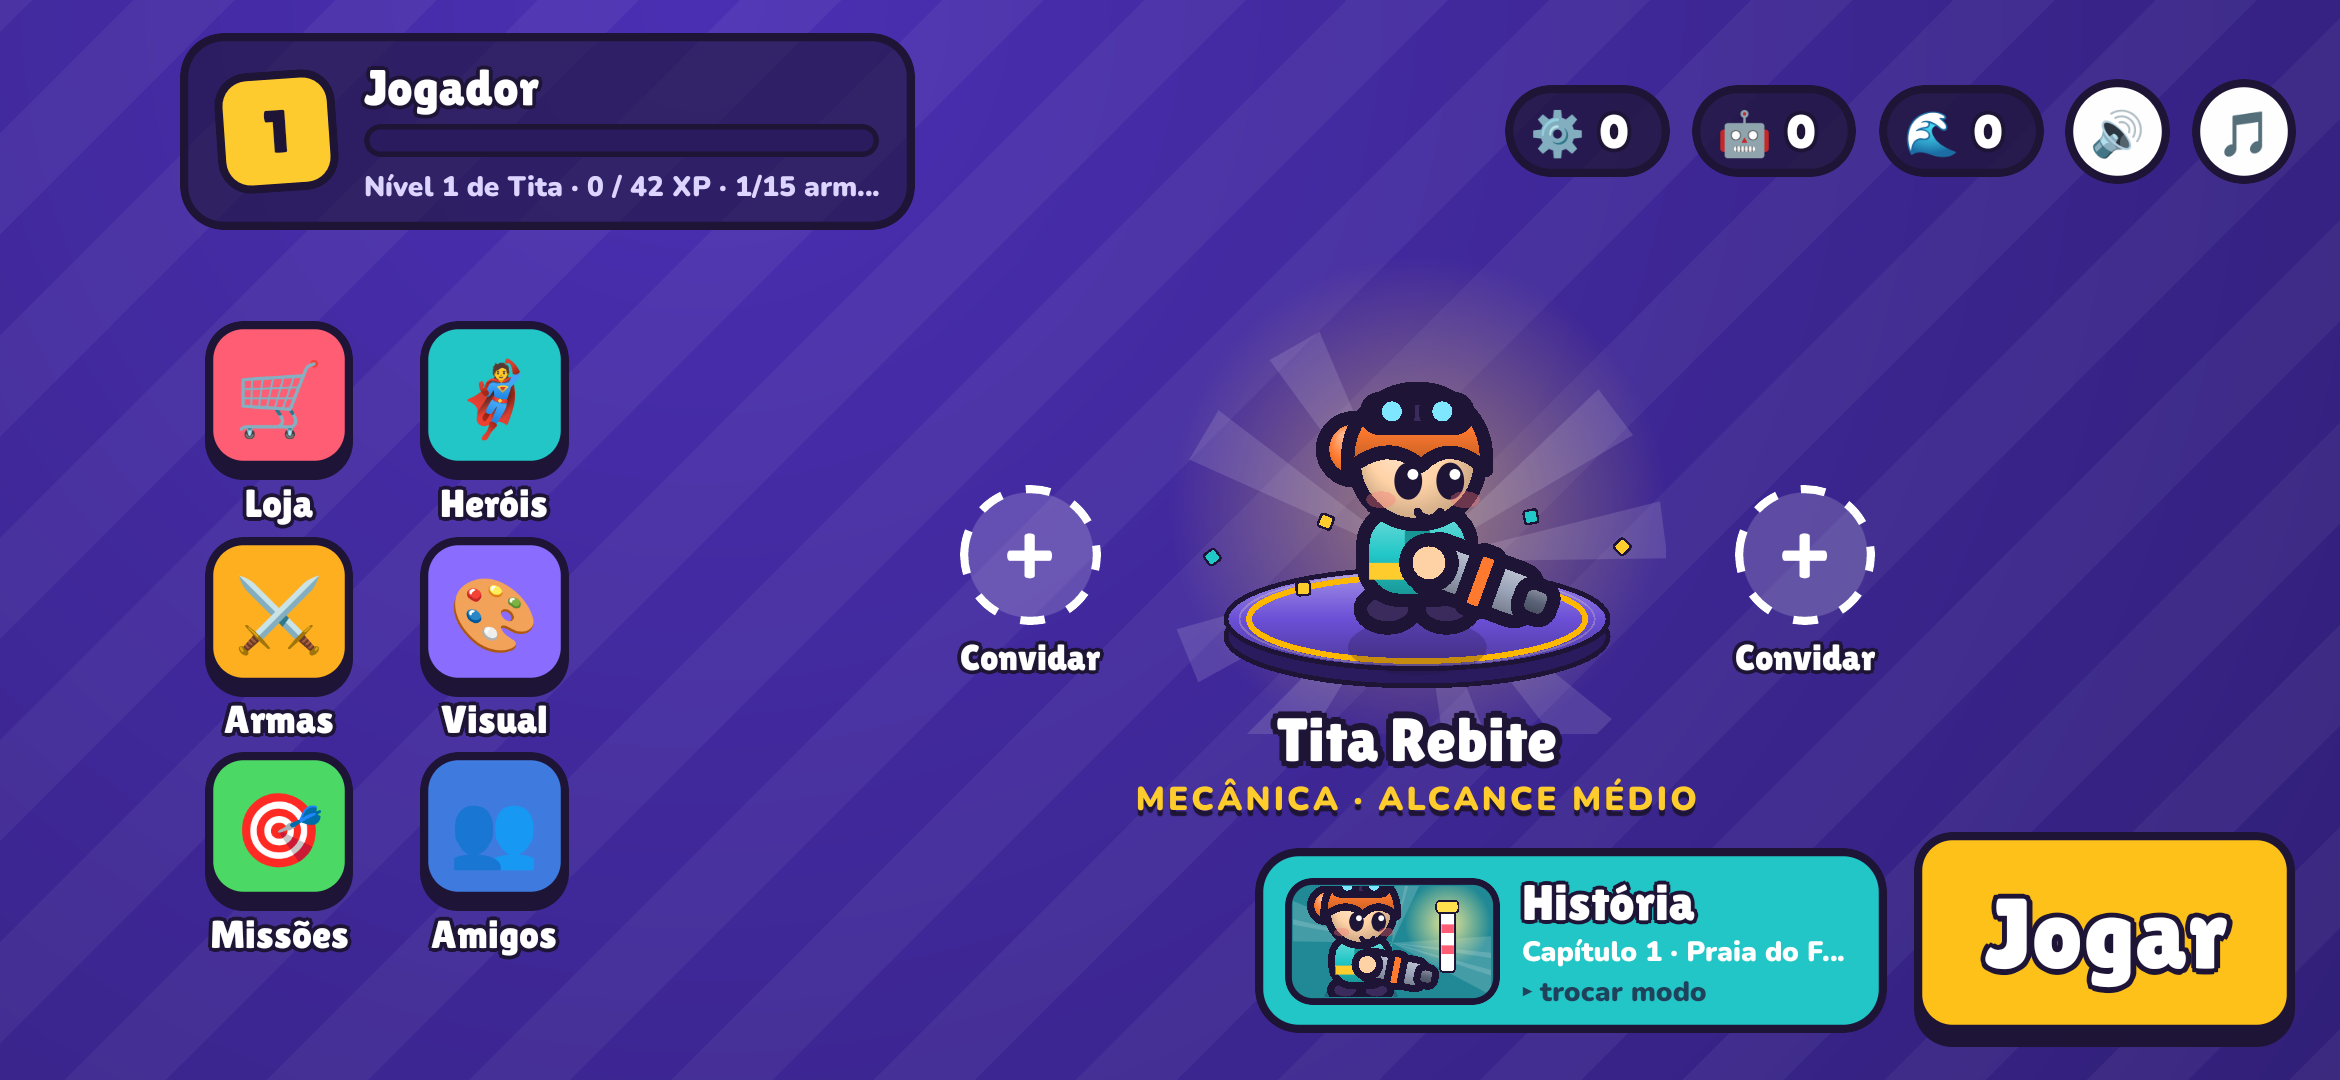 1
Jogador
Nível 1 de Tita · 0 / 42 XP · 1/15 arm...
0
0
0
Loja
Heróis
Armas
Visual
Missões
Amigos
Convidar
Convidar
Tita Rebite
MECÂNICA · ALCANCE MÉDIO
História
Capítulo 1 · Praia do F...
▸ trocar modo
Jogar